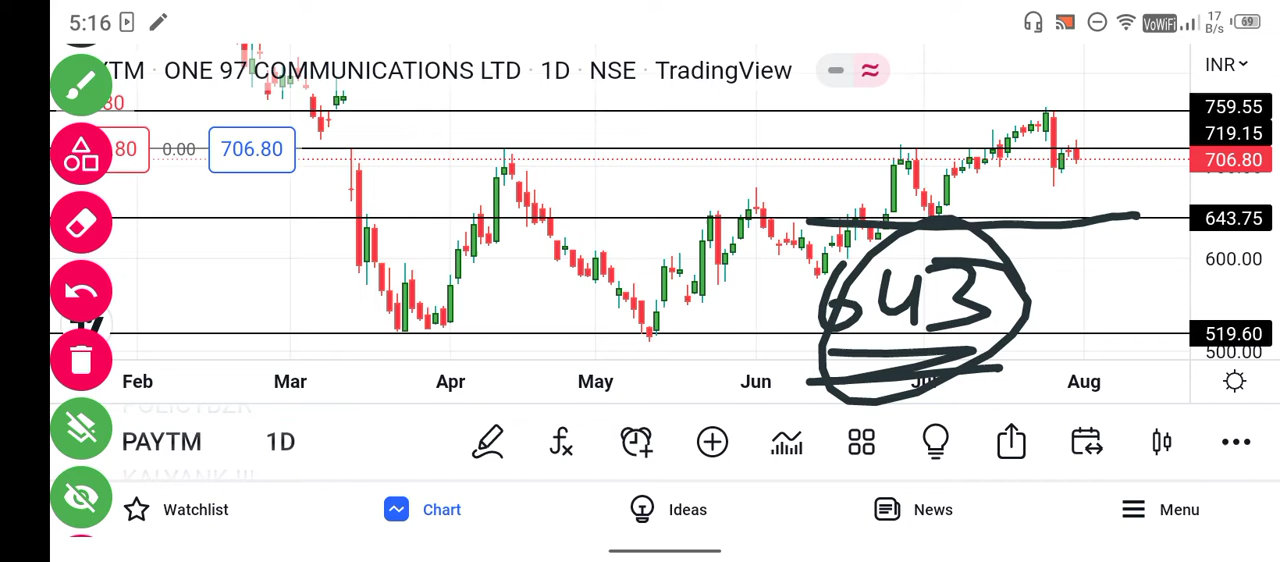 5:16 VoWiFi 17 B/s 69
YTM · ONE 97 COMMUNICATIONS LTD · 1D · NSE · TradingView
INR
80
759.55
719.15
80 0.00 706.80
706.80
643.75
600.00
643
519.60
500.00
Feb Mar Apr May Jun Aug
PAYTM 1D
Watchlist Chart Ideas News Menu